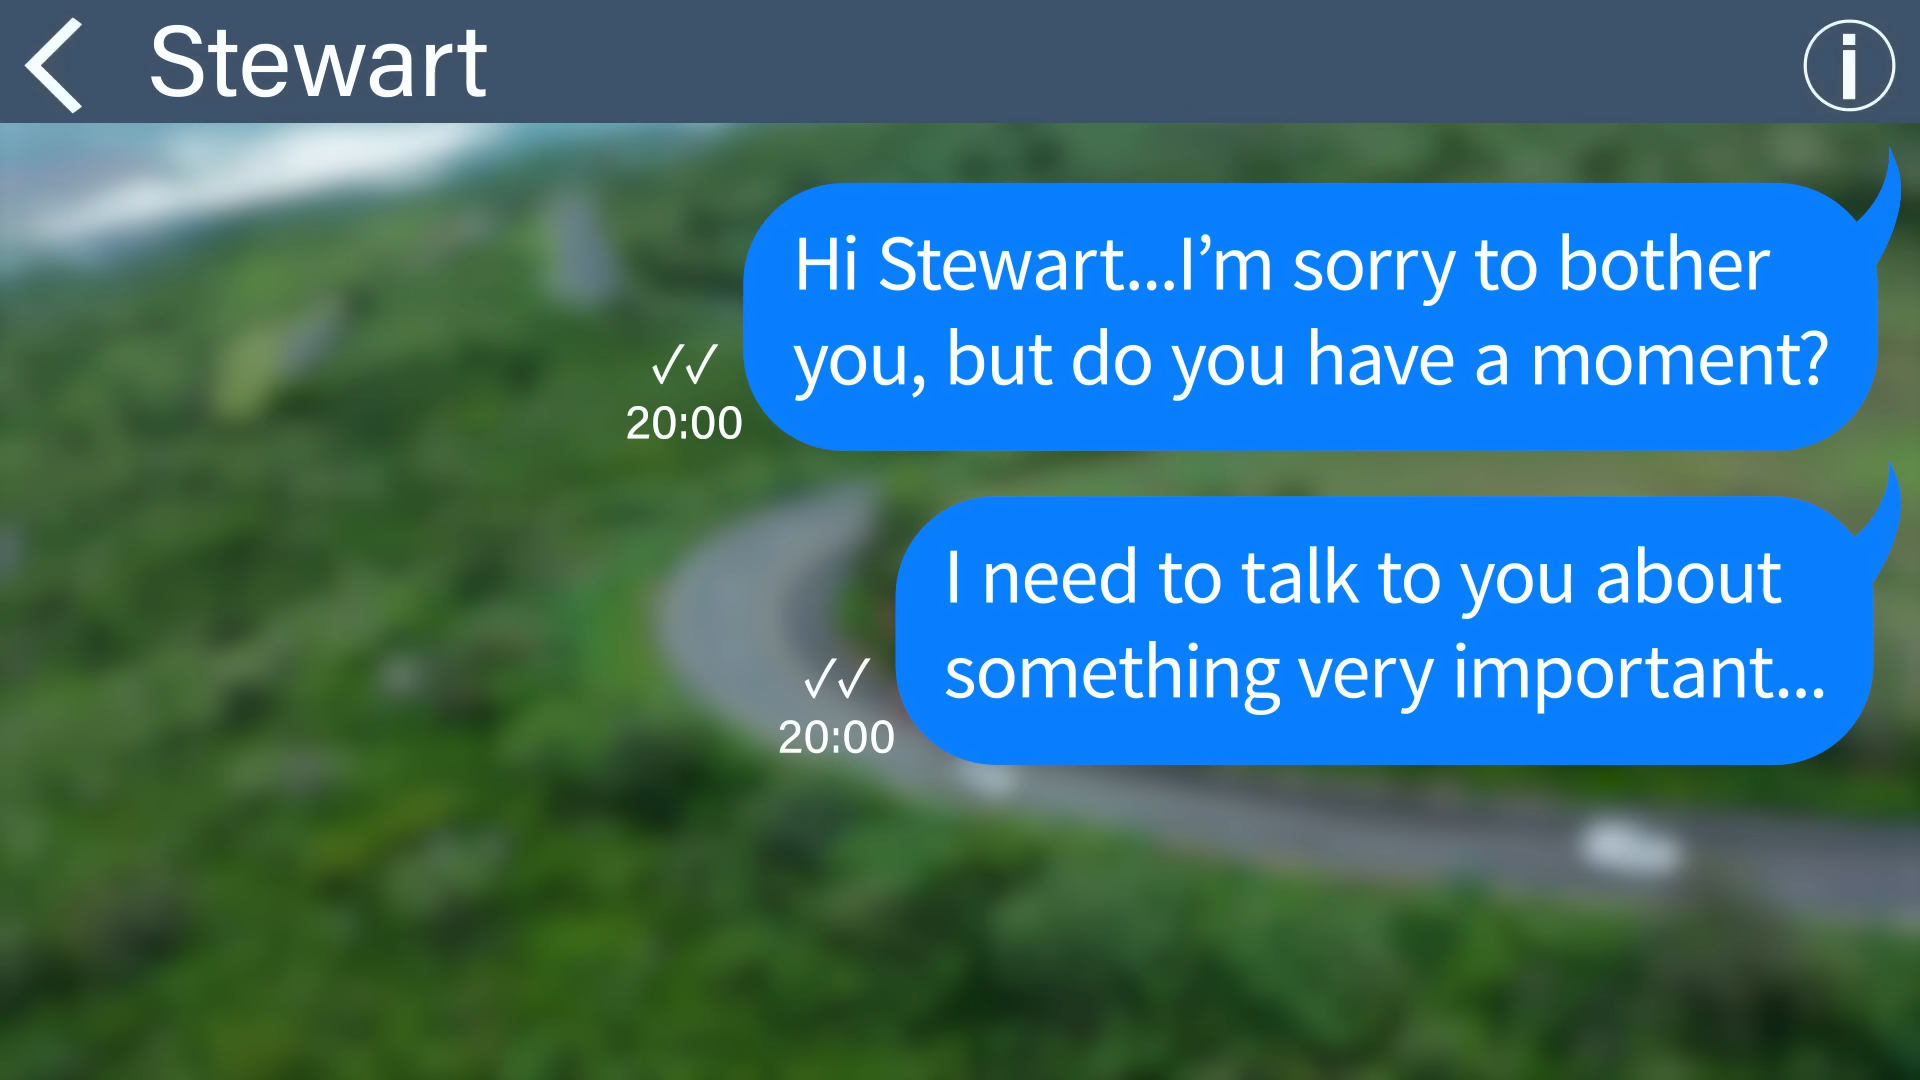 Stewart
Hi Stewart...I’m sorry to bother
you, but do you have a moment?
✓✓
20:00
I need to talk to you about
something very important...
✓✓
20:00